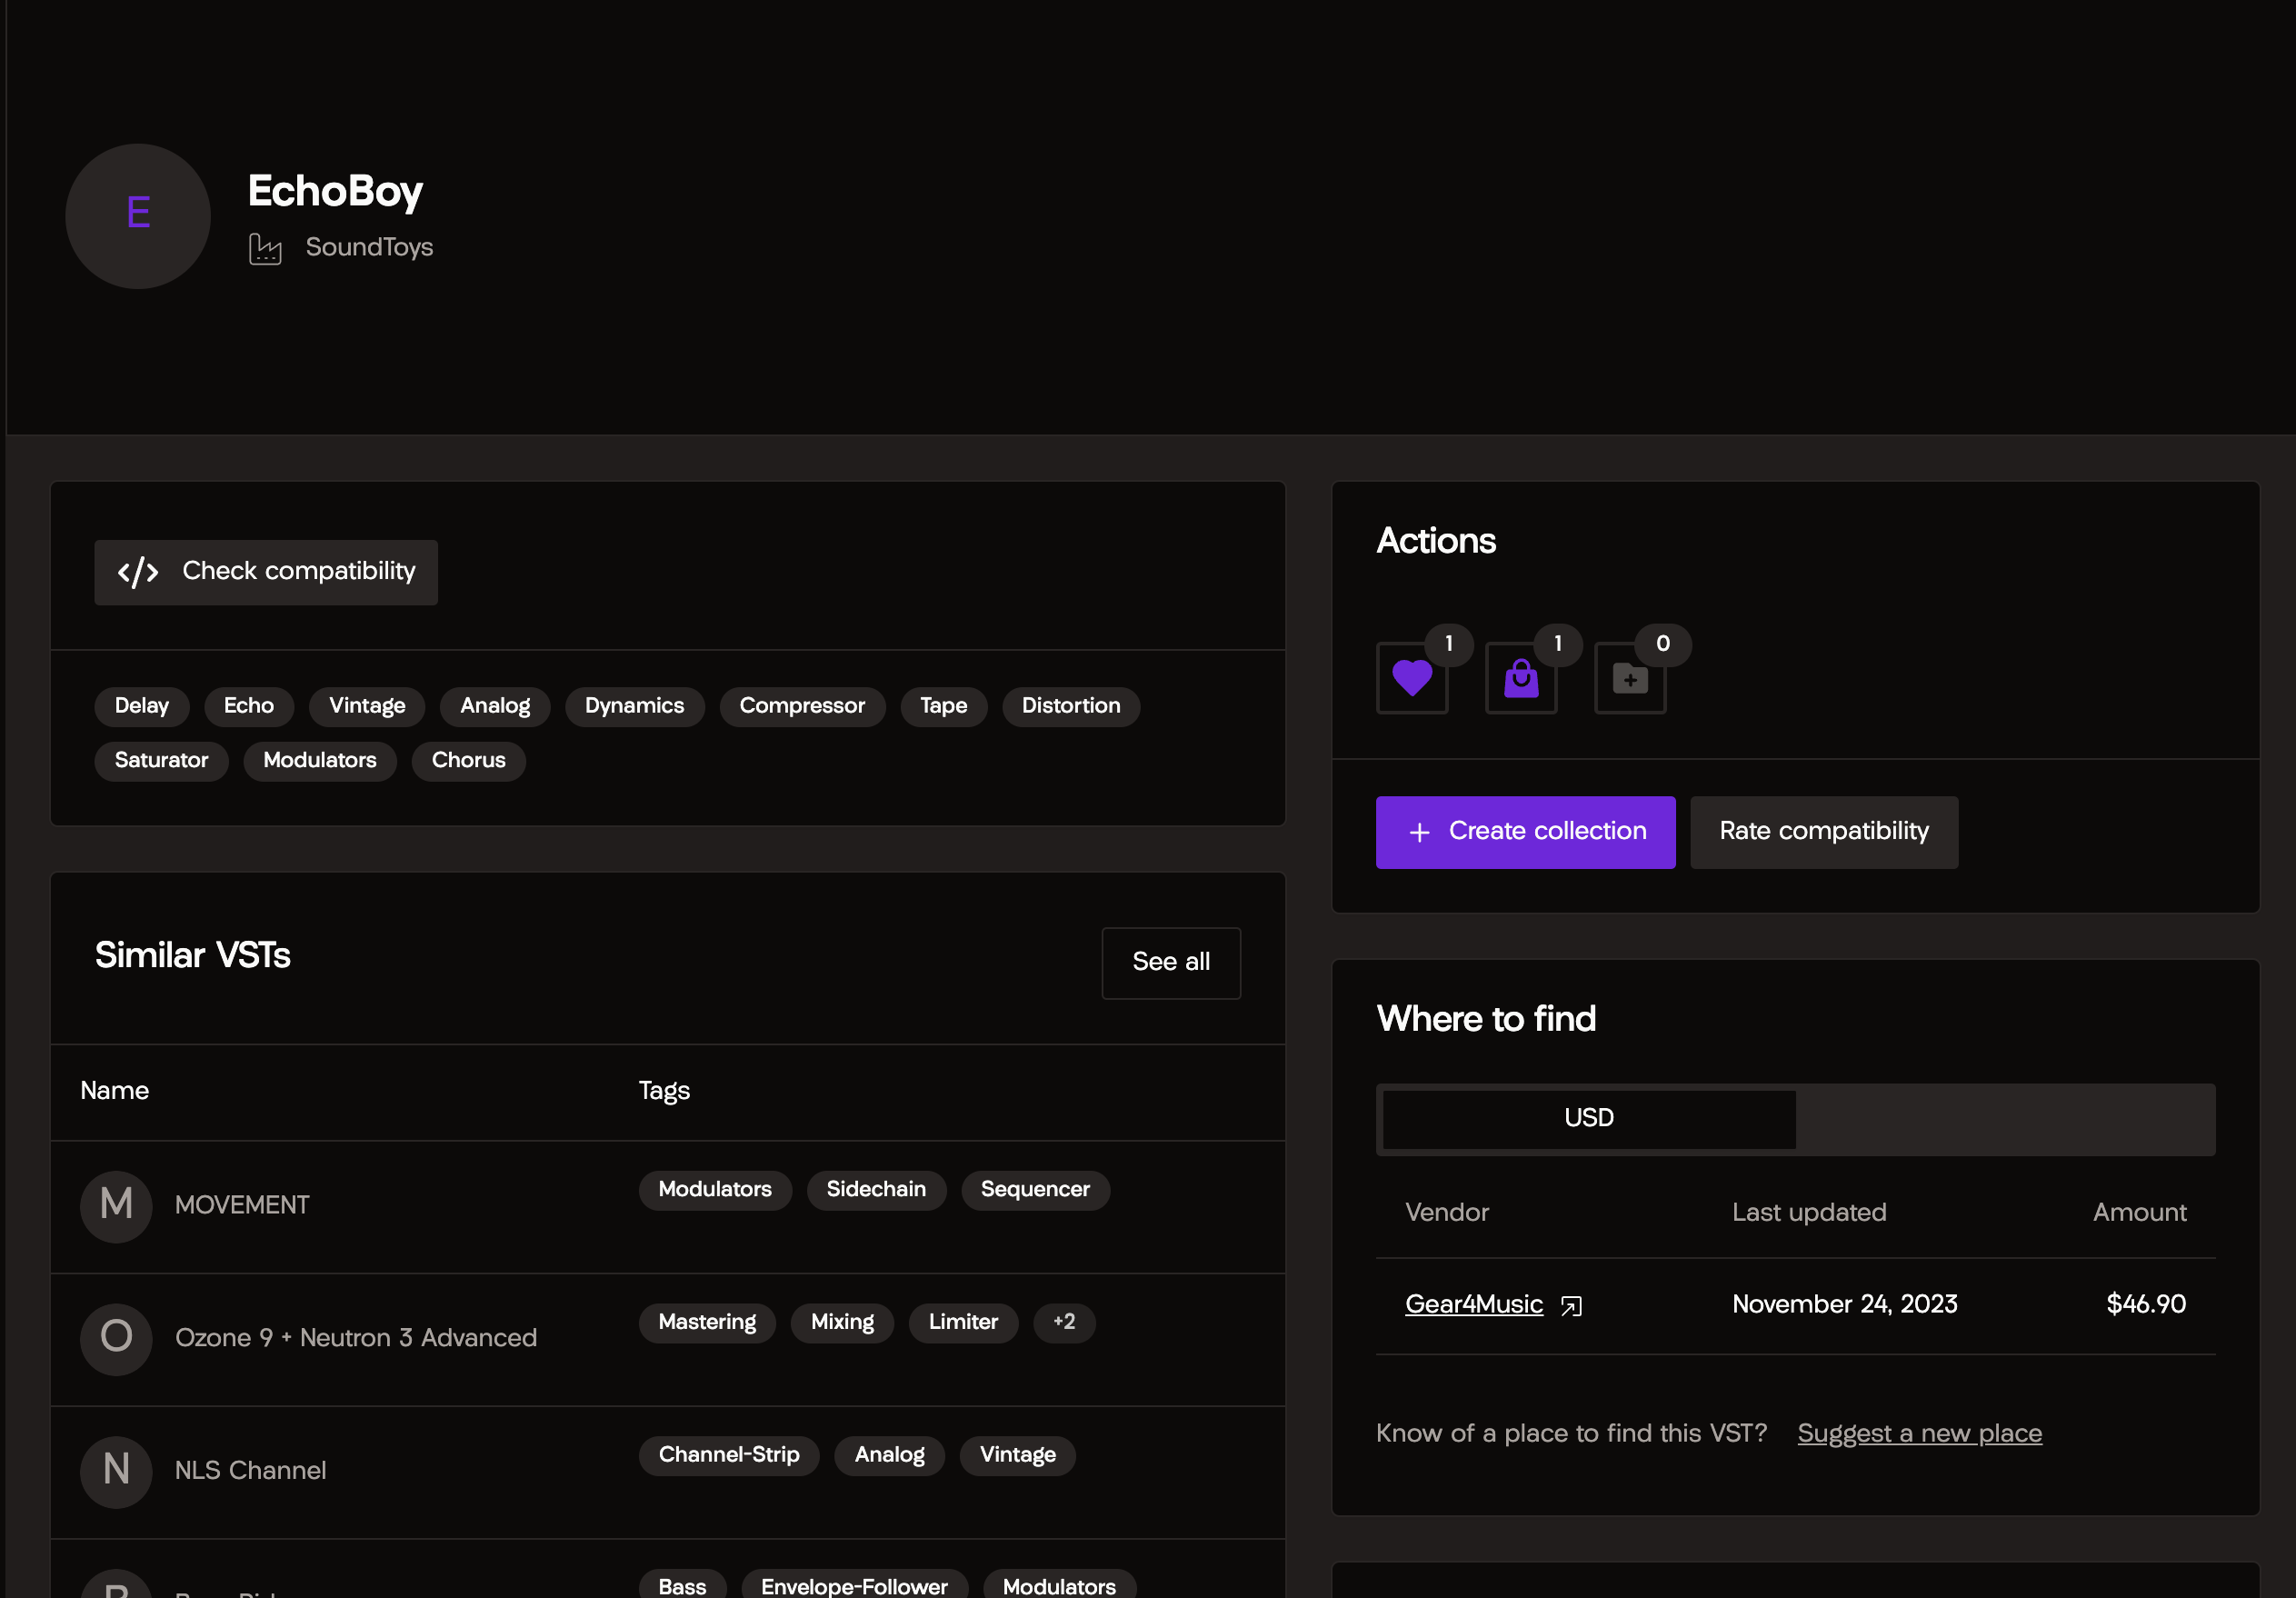 E
EchoBoy
SoundToys
Check compatibility
Delay Echo Vintage Analog Dynamics Compressor Tape Distortion
Saturator Modulators Chorus
Similar VSTs See all
Name Tags
M MOVEMENT Modulators Sidechain Sequencer
O Ozone 9 + Neutron 3 Advanced Mastering Mixing Limiter +2
N NLS Channel Channel-Strip Analog Vintage
Bass Envelope-Follower Modulators
Actions
1 1 0
+ Create collection Rate compatibility
Where to find
USD
Vendor Last updated Amount
Gear4Music November 24, 2023 $46.90
Know of a place to find this VST? Suggest a new place